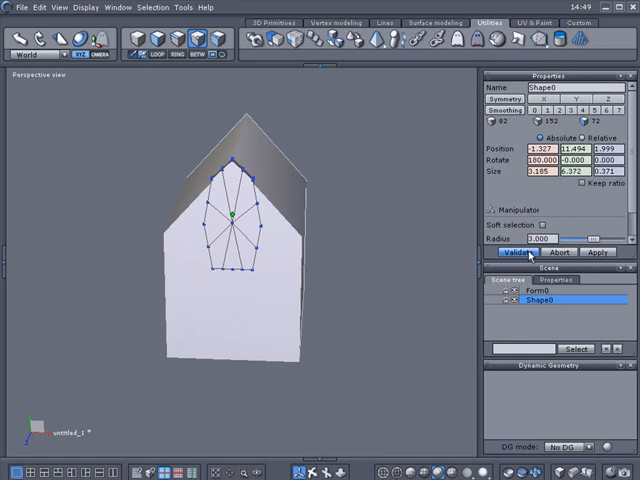 File Edit View Display Window Selection Tools Help 14:49
3D Primitives Vertex modeling Lines Surface modeling Utilities UV & Paint Custom
World XYZ CAMERA LOOP RING BETW
Perspective view
Properties
Name Shape0
Symmetry X Y Z
Smoothing 0 1 2 3 4 5 6 7
82 152 72
Absolute Relative
Position -1.327 11.494 1.999
Rotate 180.000 -0.000 0.000
Size 3.185 6.372 0.371
Keep ratio
Manipulator
Soft selection
Radius 3.000
Validate Abort Apply
Scene
Scene tree Properties
Form0
Shape0
Select
Dynamic Geometry
untitled_1 *
DG mode: No DG